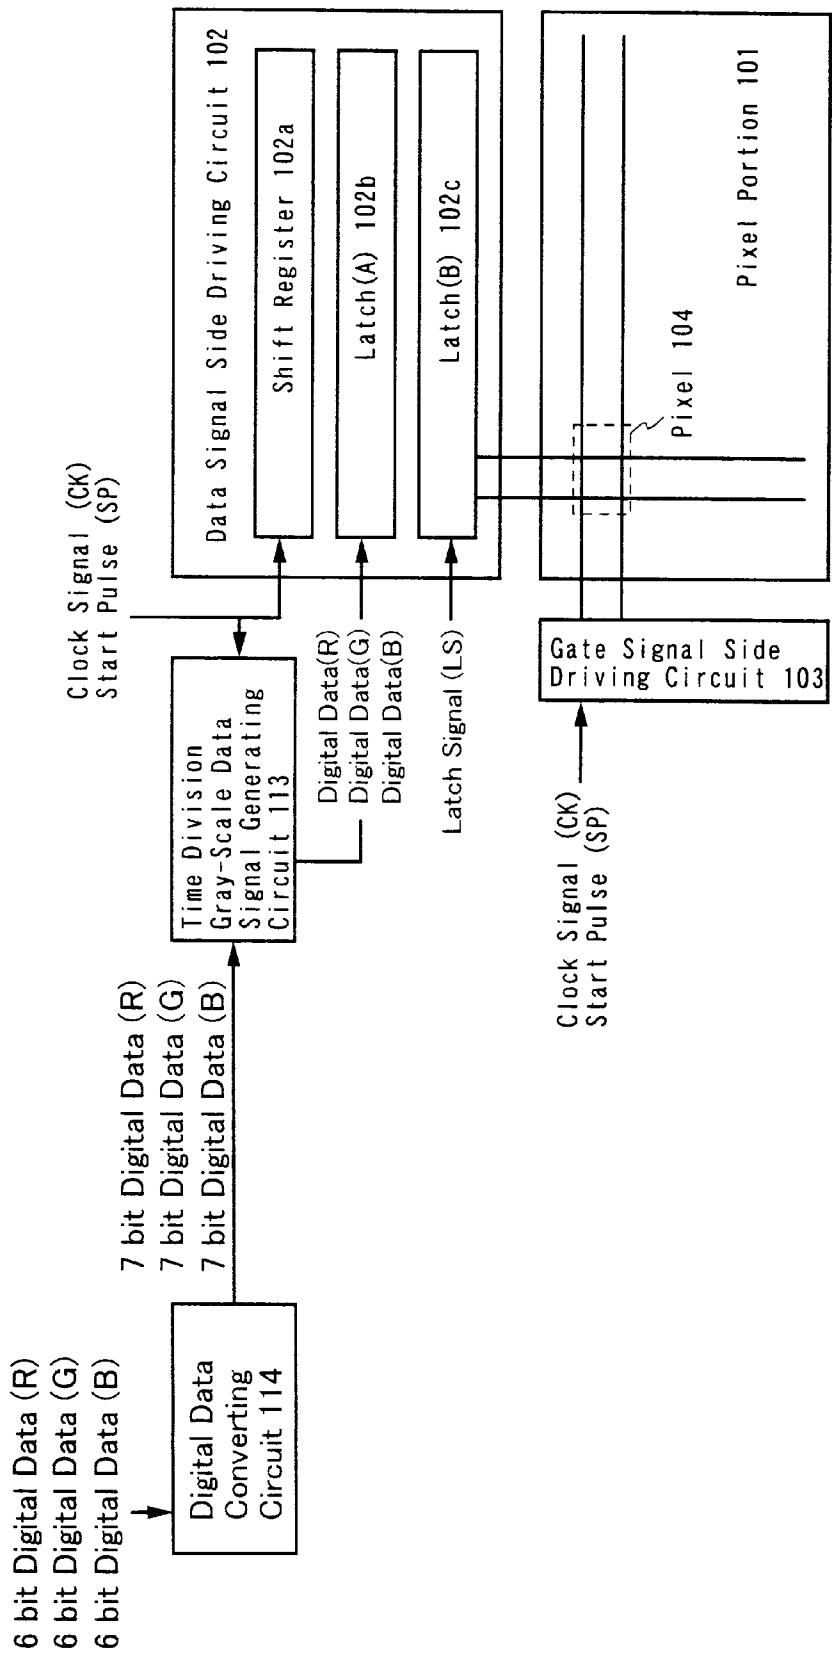 6 bit Digital Data (R)
6 bit Digital Data (G)
6 bit Digital Data (B)
Digital Data
Converting
Circuit 114
7 bit Digital Data (R)
7 bit Digital Data (G)
7 bit Digital Data (B)
Time Division
Gray-Scale Data
Signal Generating
Circuit 113
Clock Signal (CK)
Start Pulse (SP)
Digital Data(R)
Digital Data(G)
Digital Data(B)
Latch Signal (LS)
Data Signal Side Driving Circuit 102
Shift Register 102a
Latch(A) 102b
Latch(B) 102c
Clock Signal (CK)
Start Pulse (SP)
Gate Signal Side
Driving Circuit 103
Pixel 104
Pixel Portion 101